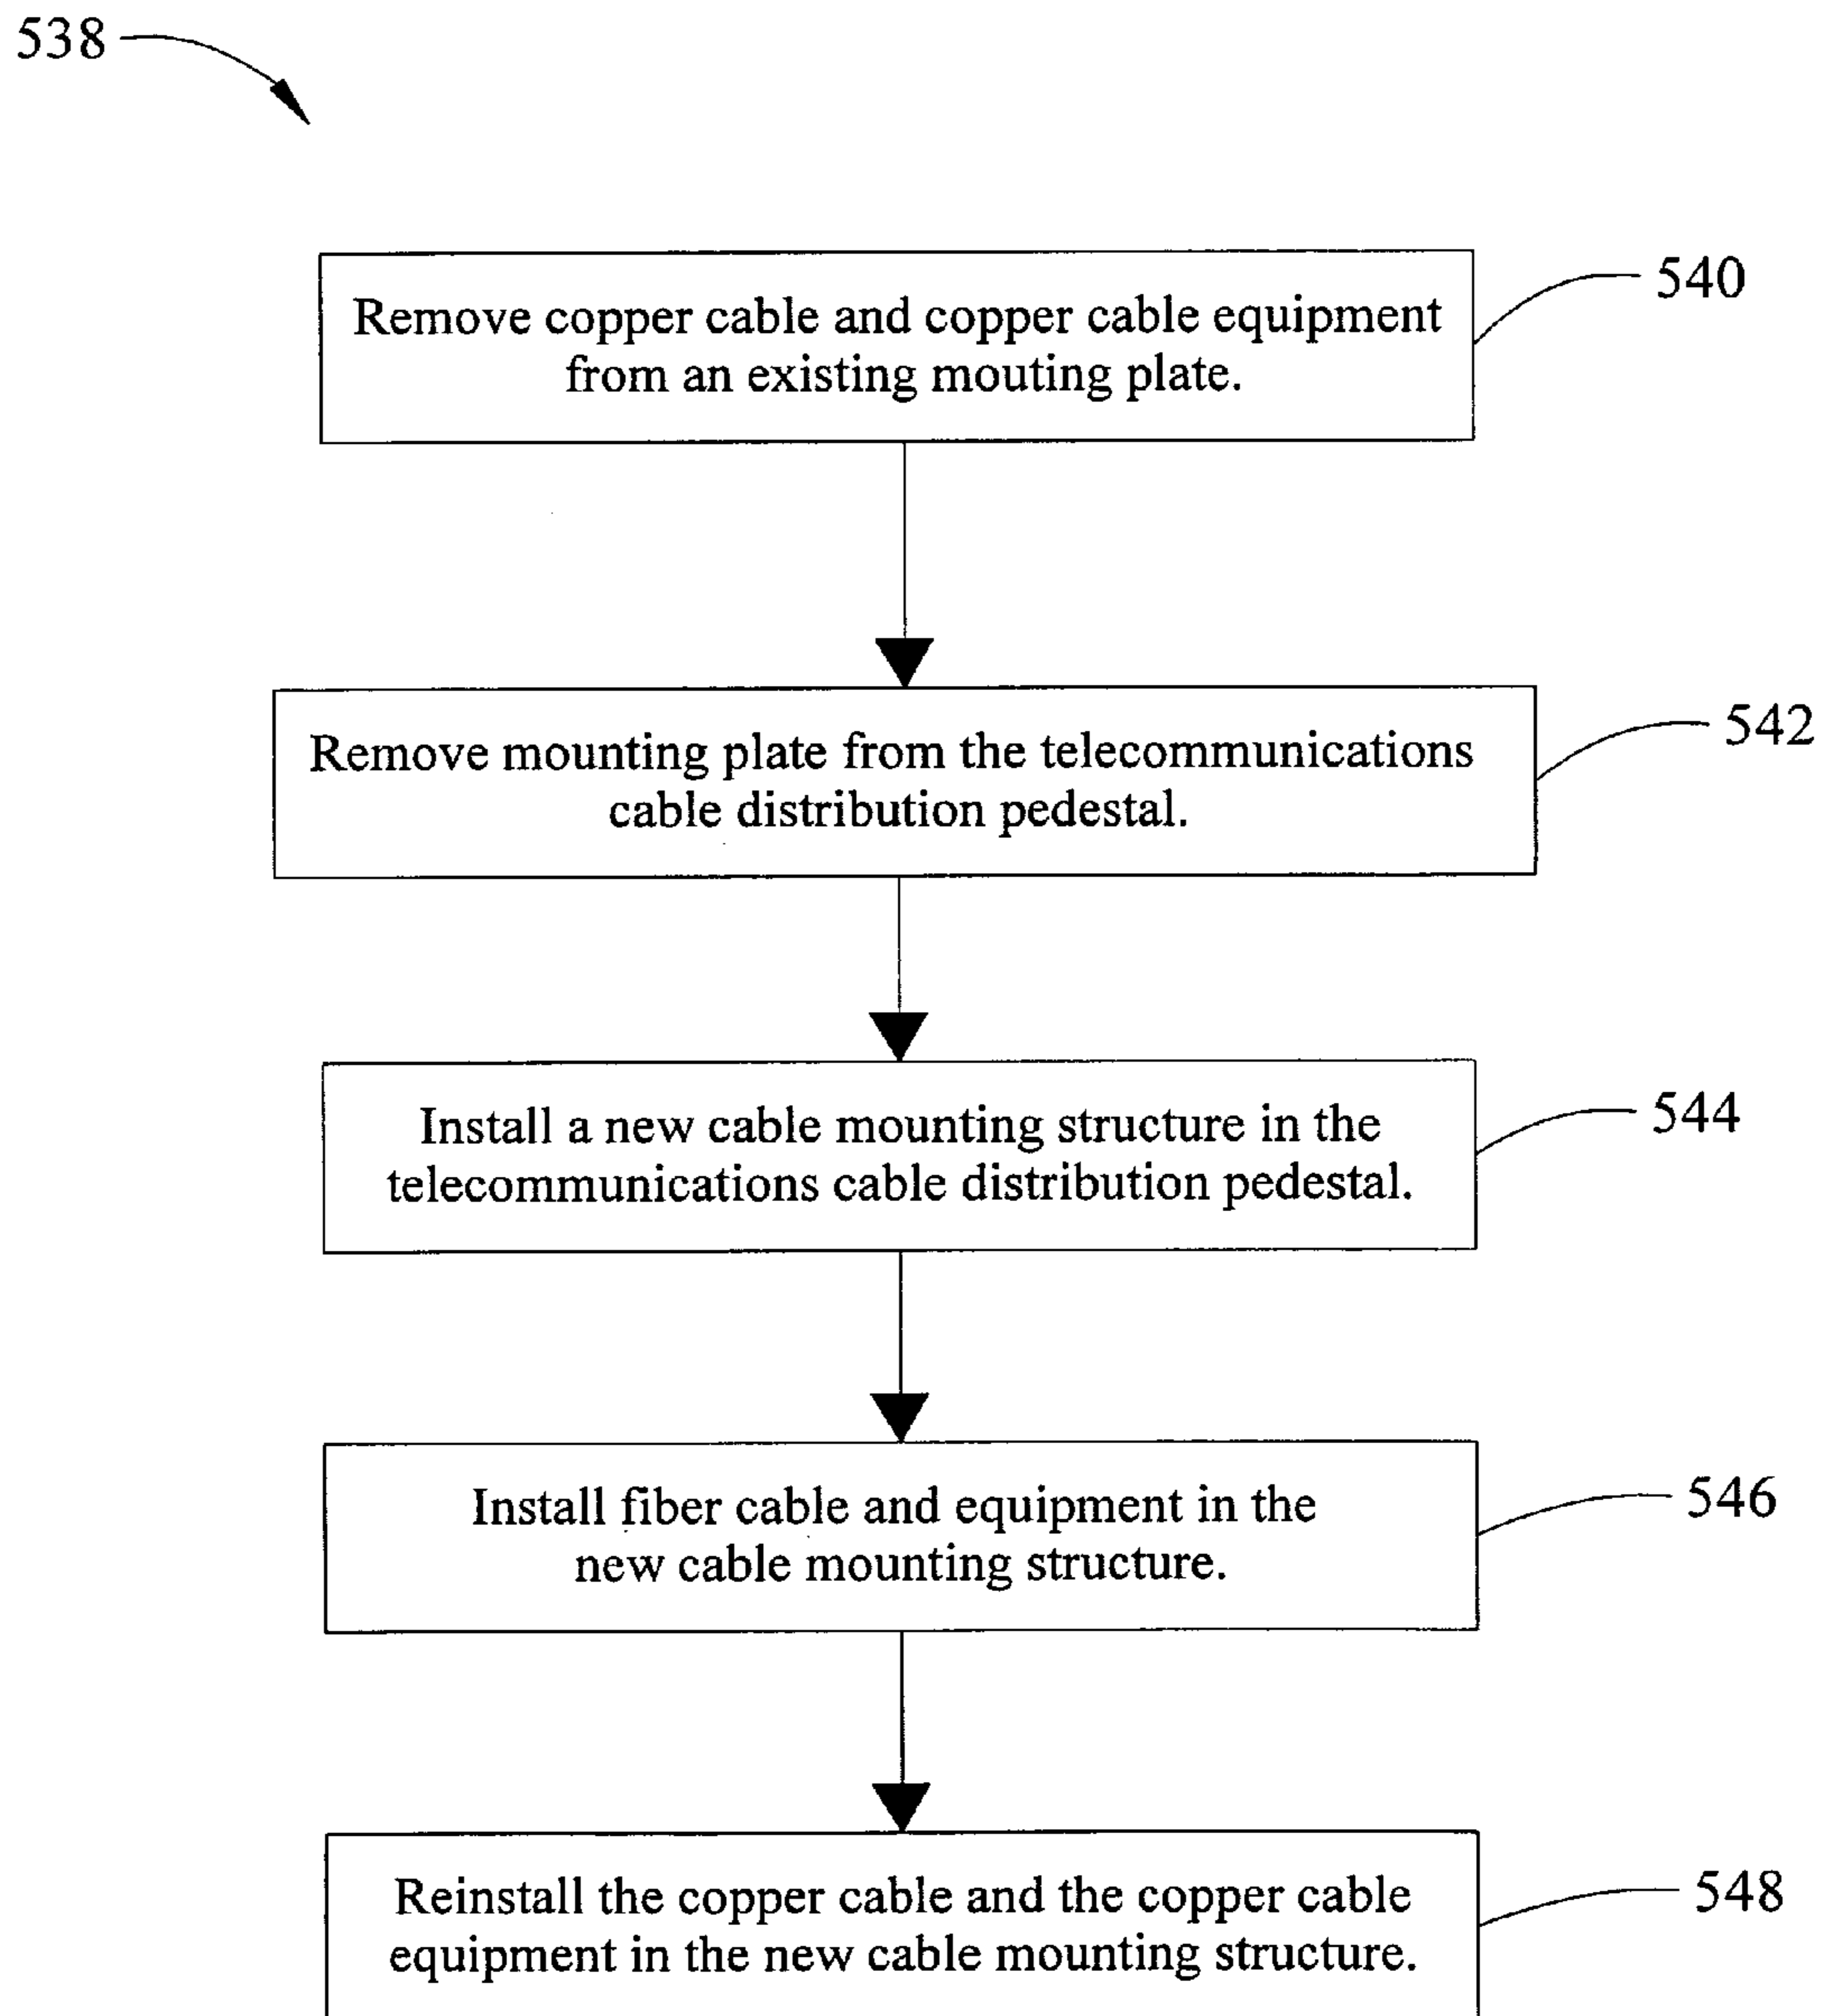 538
540
Remove copper cable and copper cable equipment
from an existing mouting plate.
542
Remove mounting plate from the telecommunications
cable distribution pedestal.
544
Install a new cable mounting structure in the
telecommunications cable distribution pedestal.
546
Install fiber cable and equipment in the
new cable mounting structure.
548
Reinstall the copper cable and the copper cable
equipment in the new cable mounting structure.